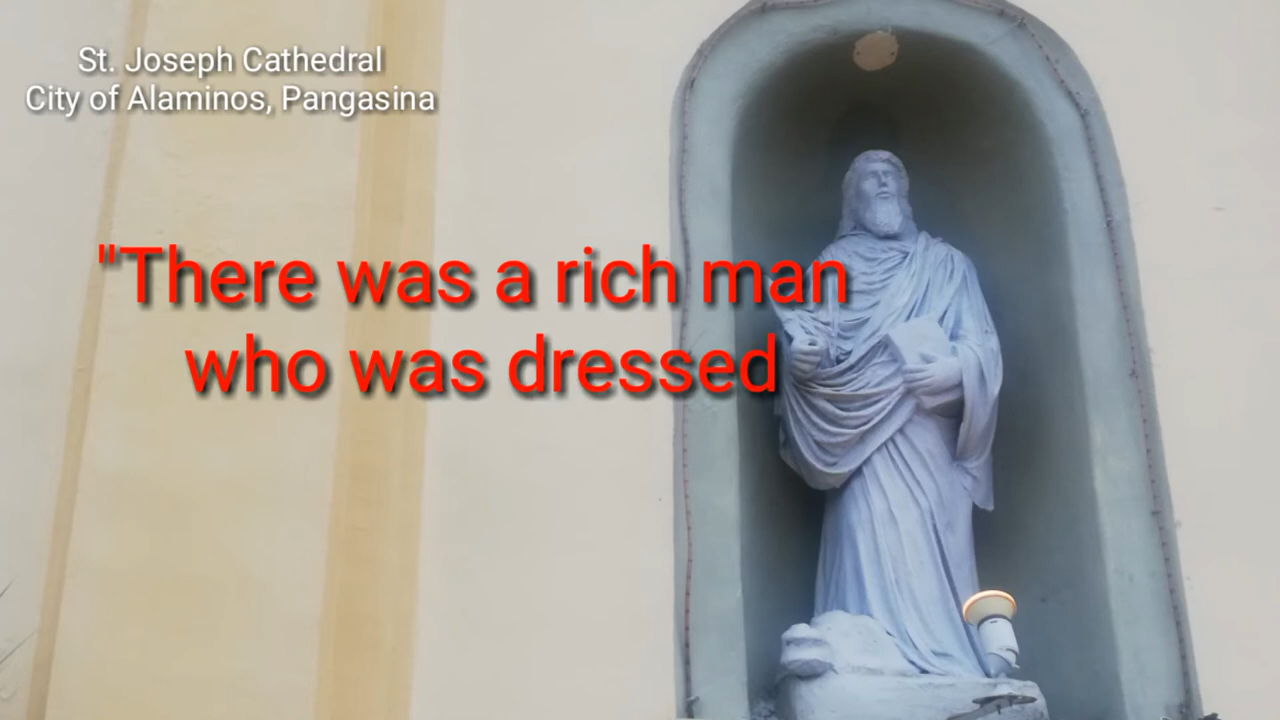 St. Joseph Cathedral
City of Alaminos, Pangasina
"There was a rich man
who was dressed